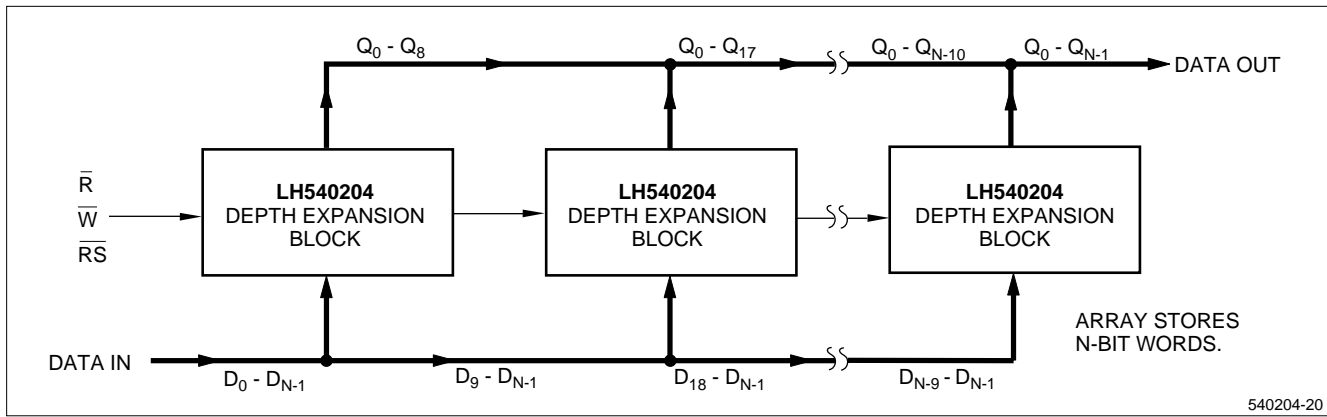 Q0 - Q8
Q0 - Q17
Q0 - QN-10
Q0 - QN-1
DATA OUT
R̅
W̅
R̅S̅
LH540204
DEPTH EXPANSION
BLOCK
LH540204
DEPTH EXPANSION
BLOCK
LH540204
DEPTH EXPANSION
BLOCK
ARRAY STORES
N-BIT WORDS.
DATA IN
D0 - DN-1
D9 - DN-1
D18 - DN-1
DN-9 - DN-1
540204-20